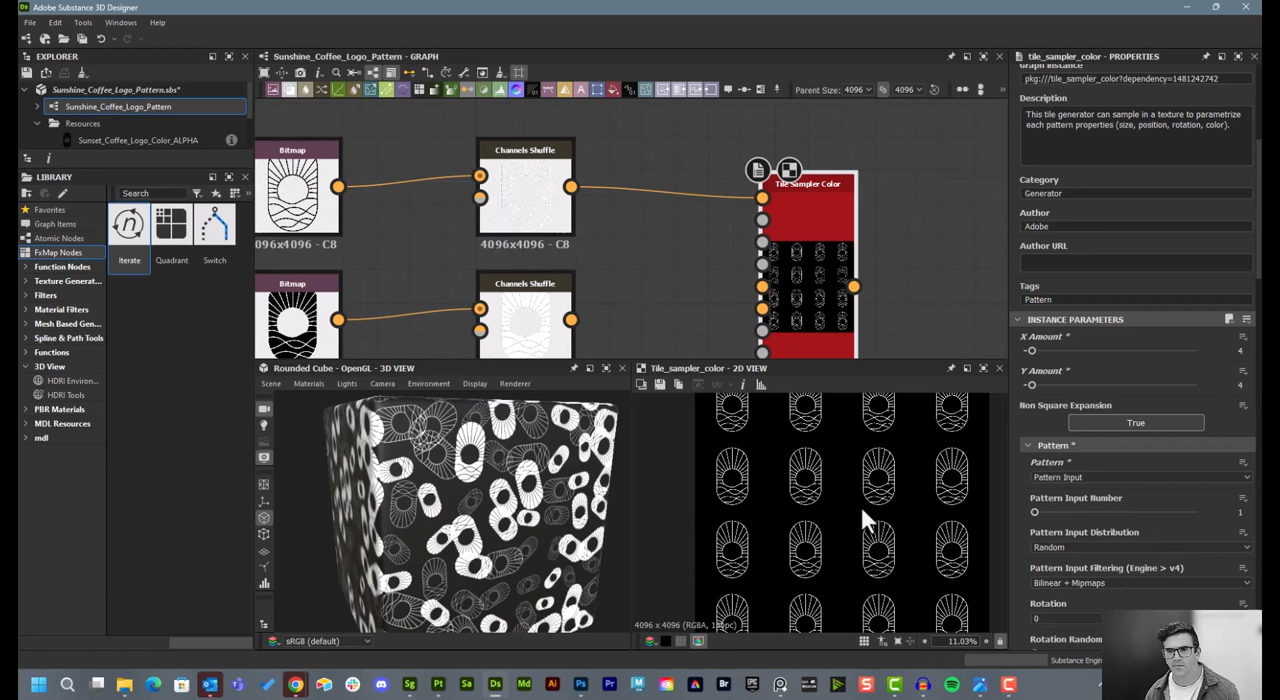 Adobe Substance 3D Designer
File Edit Tools Windows Help
EXPLORER
Sunshine_Coffee_Logo_Pattern.sbs*
Sunshine_Coffee_Logo_Pattern
Resources
Sunset_Coffee_Logo_Color_ALPHA
LIBRARY
Search
Favorites
Graph Items
Atomic Nodes
FxMap Nodes
Function Nodes
Texture Generat...
Filters
Material Filters
Mesh Based Gen...
Spline & Path Tools
Functions
3D View
HDRI Environ...
HDRI Tools
PBR Materials
MDL Resources
mdl
Iterate Quadrant Switch
Sunshine_Coffee_Logo_Pattern - GRAPH
Parent Size: 4096 4096
Bitmap
096x4096 - C8
Channels Shuffle
4096x4096 - C8
Bitmap
Channels Shuffle
Tile Sampler Color
Rounded Cube - OpenGL - 3D VIEW
Scene Materials Lights Camera Environment Display Renderer
sRGB (default)
Tile_sampler_color - 2D VIEW
UV
11.03%
tile_sampler_color - PROPERTIES
pkg:///tile_sampler_color?dependency=1481242742
Description
This tile generator can sample in a texture to parametrize
each pattern properties (size, position, rotation, color).
Category
Generator
Author
Adobe
Author URL
Tags
Pattern
INSTANCE PARAMETERS
X Amount *
4
Y Amount *
4
Non Square Expansion
True
Pattern *
Pattern *
Pattern Input
Pattern Input Number
1
Pattern Input Distribution
Random
Pattern Input Filtering (Engine > v4)
Bilinear + Mipmaps
Rotation
0
Rotation Random
Substance Engin